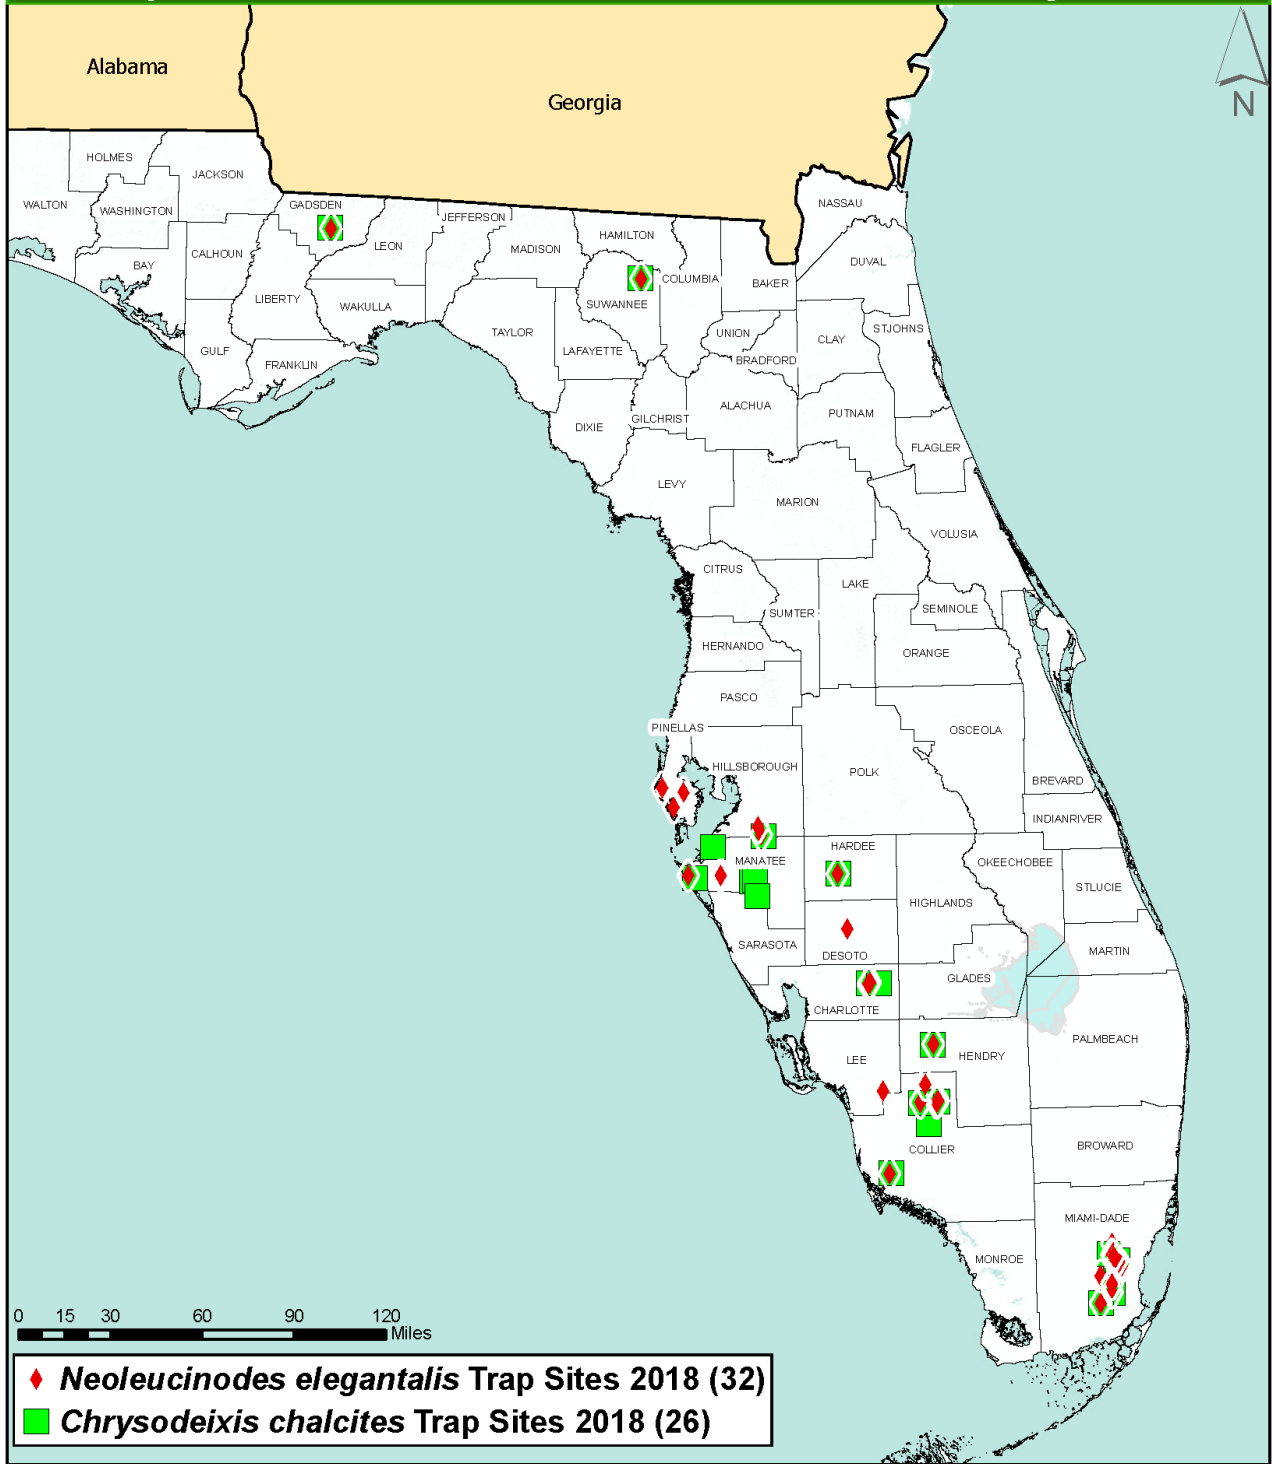 Alabama
Georgia
N
HOLMES
JACKSON
WALTON
WASHINGTON
GADSDEN
NASSAU
JEFFERSON
HAMILTON
LEON
MADISON
CALHOUN
BAY
DUVAL
COLUMBIA
BAKER
LIBERTY
WAKULLA
SUWANNEE
STJOHNS
TAYLOR
UNION
CLAY
GULF
LAFAYETTE
BRADFORD
FRANKLIN
ALACHUA
PUTNAM
GILCHRIST
DIXIE
FLAGLER
LEVY
MARION
VOLUSIA
CITRUS
LAKE
SEMINOLE
SUMTER
HERNANDO
ORANGE
PASCO
PINELLAS
OSCEOLA
HILLSBOROUGH
POLK
BREVARD
INDIANRIVER
HARDEE
MANATEE
OKEECHOBEE
STLUCIE
HIGHLANDS
SARASOTA
DESOTO
MARTIN
GLADES
CHARLOTTE
PALMBEACH
LEE
HENDRY
COLLIER
BROWARD
MIAMI-DADE
MONROE
0 15 30 60 90 120
Miles
Neoleucinodes elegantalis Trap Sites 2018 (32)
Chrysodeixis chalcites Trap Sites 2018 (26)